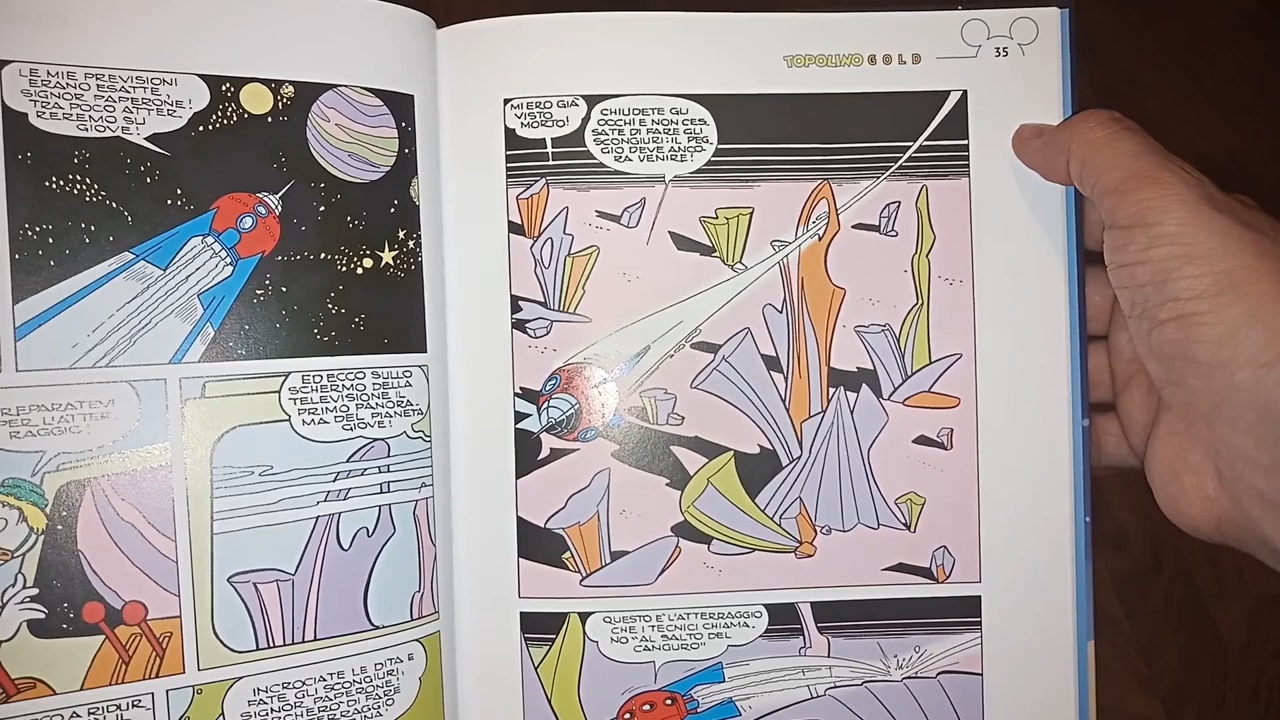 LE MIE PREVISIONI
ERANO ESATTE,
SIGNOR PAPERONE!
TRA POCO ATTER-
REREMO SU
GIOVE!
ED ECCO SULLO
SCHERMO DELLA
TELEVISIONE IL
PRIMO PANORA-
MA DEL PIANETA
GIOVE!
RAGGIO!
INCROCIATE LE DITA E
FATE GLI SCONGIURI,
SIGNOR PAPERONE!
DI FARE
TOPOLINO GOLD
35
MI ERO GIÀ
VISTO
MORTO!
CHIUDETE GLI
OCCHI E NON CES-
SATE DI FARE GLI
SCONGIURI: IL PEG-
GIO DEVE ANCO-
RA VENIRE!
QUESTO E' L'ATTERRAGGIO
CHE I TECNICI CHIAMA-
NO "AL SALTO DEL
CANGURO"